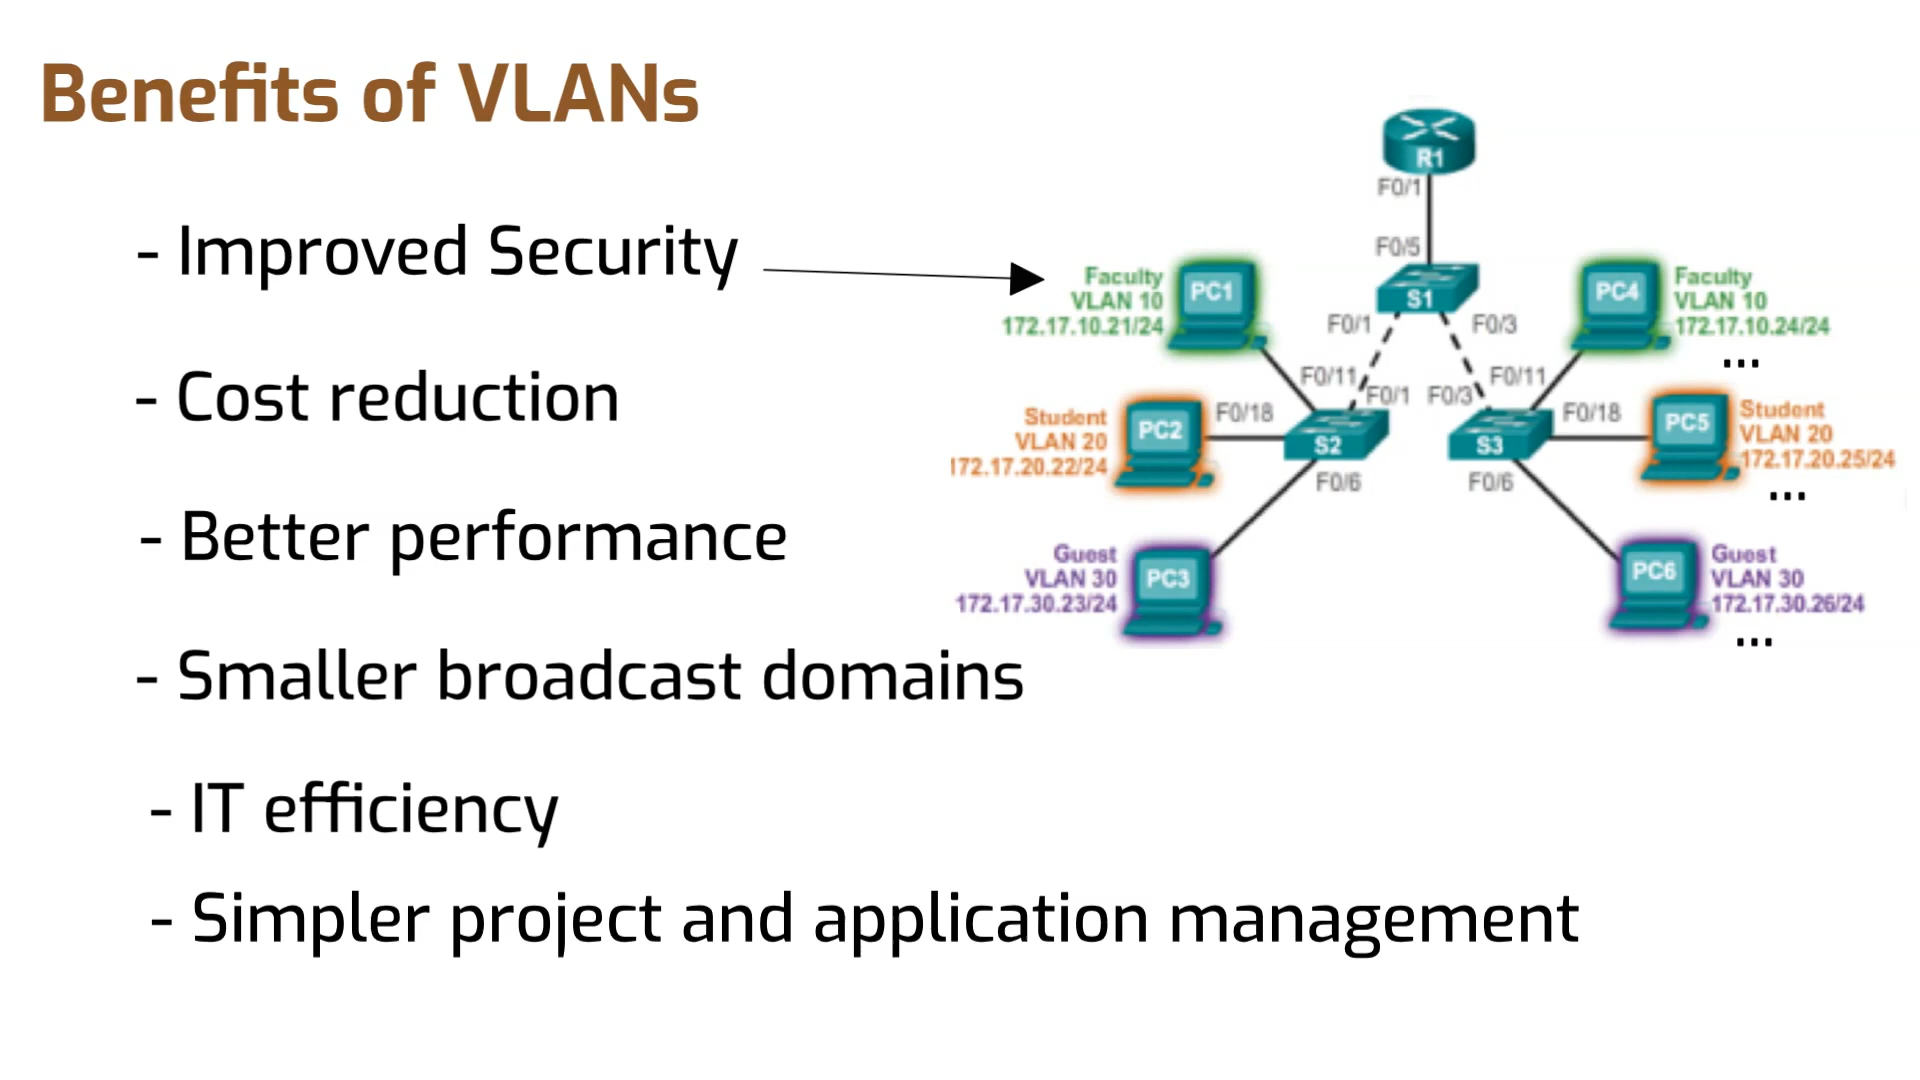 Benefits of VLANs
- Improved Security
- Cost reduction
- Better performance
- Smaller broadcast domains
- IT efficiency
- Simpler project and application management
R1
F0/1
F0/5
S1
F0/1
F0/3
Faculty
VLAN 10
172.17.10.21/24
PC1
PC4
Faculty
VLAN 10
172.17.10.24/24
...
F0/11
F0/1
F0/3
F0/11
Student
VLAN 20
172.17.20.22/24
PC2
F0/18
S2
S3
F0/18
PC5
Student
VLAN 20
172.17.20.25/24
...
F0/6
F0/6
Guest
VLAN 30
172.17.30.23/24
PC3
PC6
Guest
VLAN 30
172.17.30.26/24
...